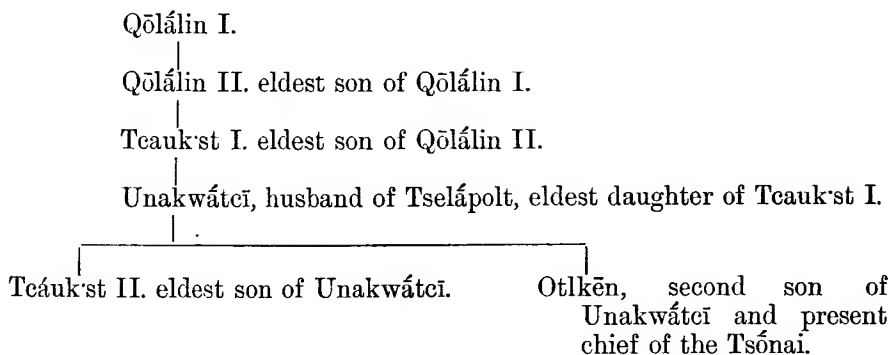 Qōlā́lin I.
Qōlā́lin II. eldest son of Qōlā́lin I.
Tcauk·st I. eldest son of Qōlā́lin II.
Unakwā́tcī, husband of Tselā́polt, eldest daughter of Tcauk·st I.
Tcáuk·st II. eldest son of Unakwā́tcī.
Otlkēn, second son of
Unakwā́tcī and present
chief of the Tsṓnai.